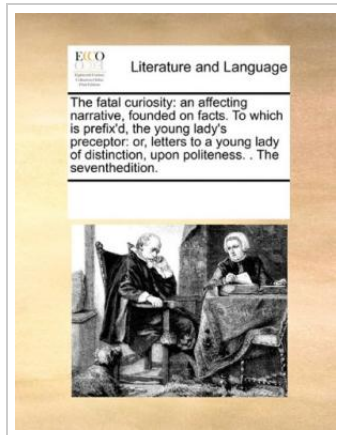 ECCO
Literature and Language
The fatal curiosity: an affecting
narrative, founded on facts. To which
is prefix'd, the young lady's
preceptor: or, letters to a young lady
of distinction, upon politeness. . The
seventhedition.